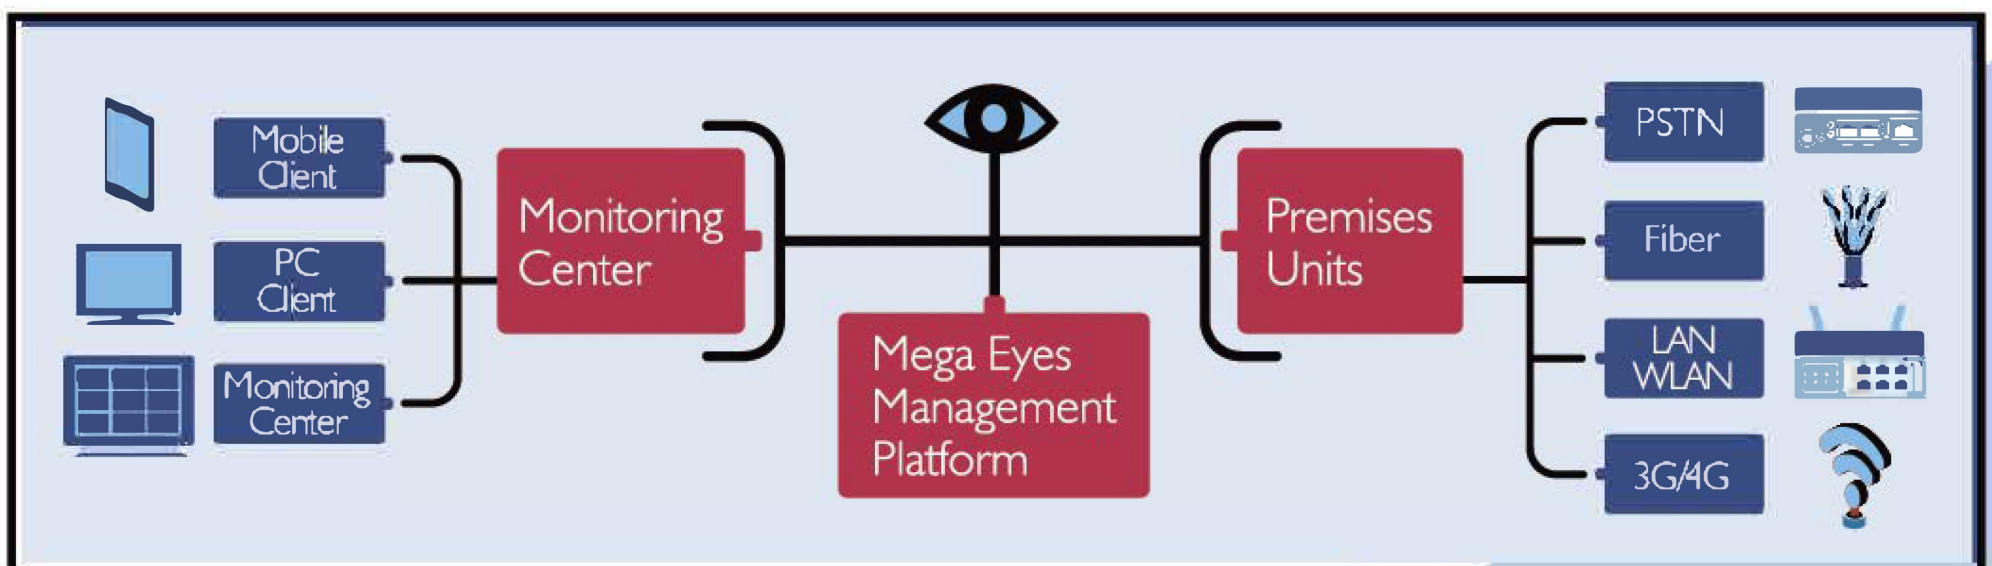 Mobile
Client
PC
Client
Monitoring
Center
Monitoring
Center
Mega Eyes
Management
Platform
Premises
Units
PSTN
Fiber
LAN
WLAN
3G/4G